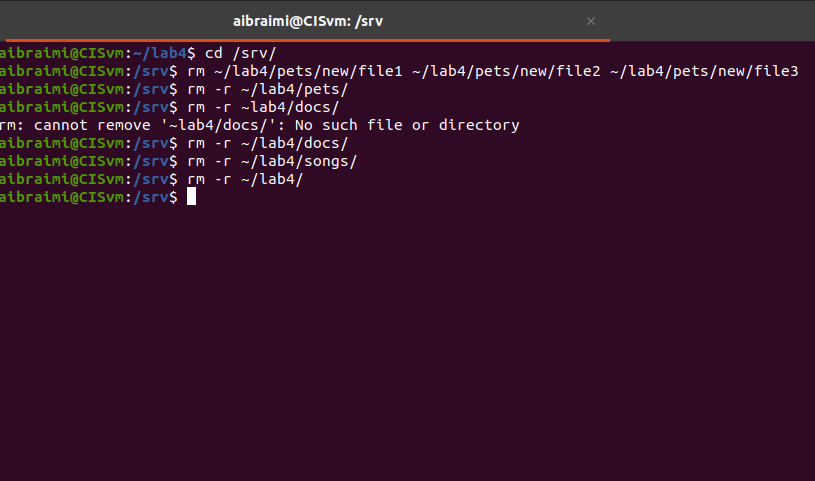 aibraimi@CISvm: /srv
×
aibraimi@CISvm:~/lab4$ cd /srv/
aibraimi@CISvm:/srv$ rm ~/lab4/pets/new/file1 ~/lab4/pets/new/file2 ~/lab4/pets/new/file3
aibraimi@CISvm:/srv$ rm -r ~/lab4/pets/
aibraimi@CISvm:/srv$ rm -r ~lab4/docs/
rm: cannot remove '~lab4/docs/': No such file or directory
aibraimi@CISvm:/srv$ rm -r ~/lab4/docs/
aibraimi@CISvm:/srv$ rm -r ~/lab4/songs/
aibraimi@CISvm:/srv$ rm -r ~/lab4/
aibraimi@CISvm:/srv$